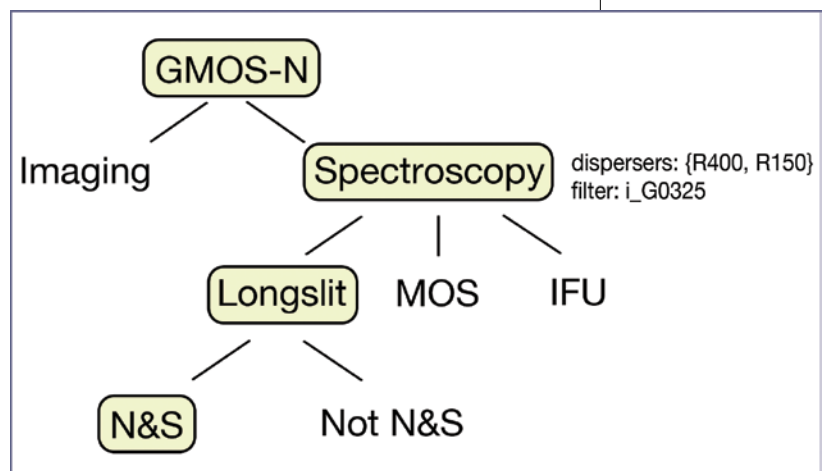 GMOS-N
Imaging
Spectroscopy
dispersers: {R400, R150}
filter: i_G0325
Longslit
MOS
IFU
N&S
Not N&S